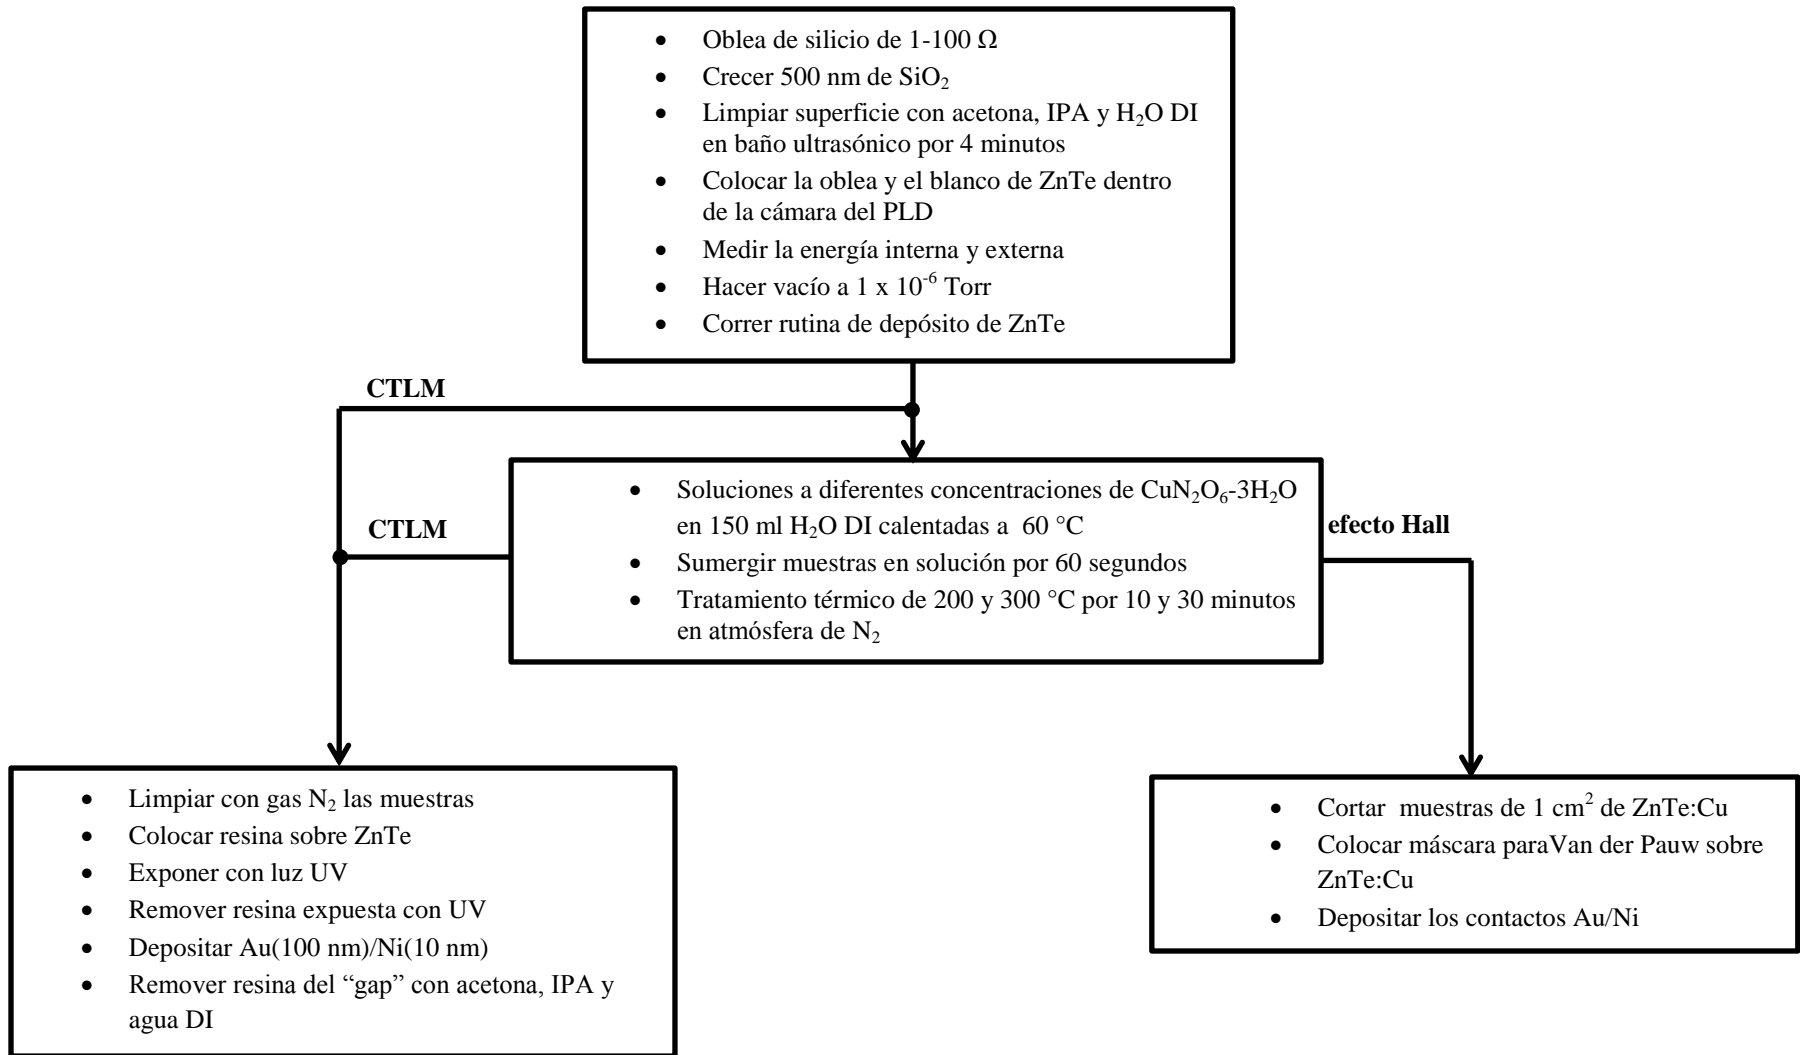 • Oblea de silicio de 1-100 Ω
• Crecer 500 nm de SiO₂
• Limpiar superficie con acetona, IPA y H₂O DI
en baño ultrasónico por 4 minutos
• Colocar la oblea y el blanco de ZnTe dentro
de la cámara del PLD
• Medir la energía interna y externa
• Hacer vacío a 1 x 10⁻⁶ Torr
• Correr rutina de depósito de ZnTe
CTLM
• Soluciones a diferentes concentraciones de CuN₂O₆-3H₂O
en 150 ml H₂O DI calentadas a 60 °C
• Sumergir muestras en solución por 60 segundos
• Tratamiento térmico de 200 y 300 °C por 10 y 30 minutos
en atmósfera de N₂
CTLM
efecto Hall
• Limpiar con gas N₂ las muestras
• Colocar resina sobre ZnTe
• Exponer con luz UV
• Remover resina expuesta con UV
• Depositar Au(100 nm)/Ni(10 nm)
• Remover resina del “gap” con acetona, IPA y
agua DI
• Cortar muestras de 1 cm² de ZnTe:Cu
• Colocar máscara paraVan der Pauw sobre
ZnTe:Cu
• Depositar los contactos Au/Ni